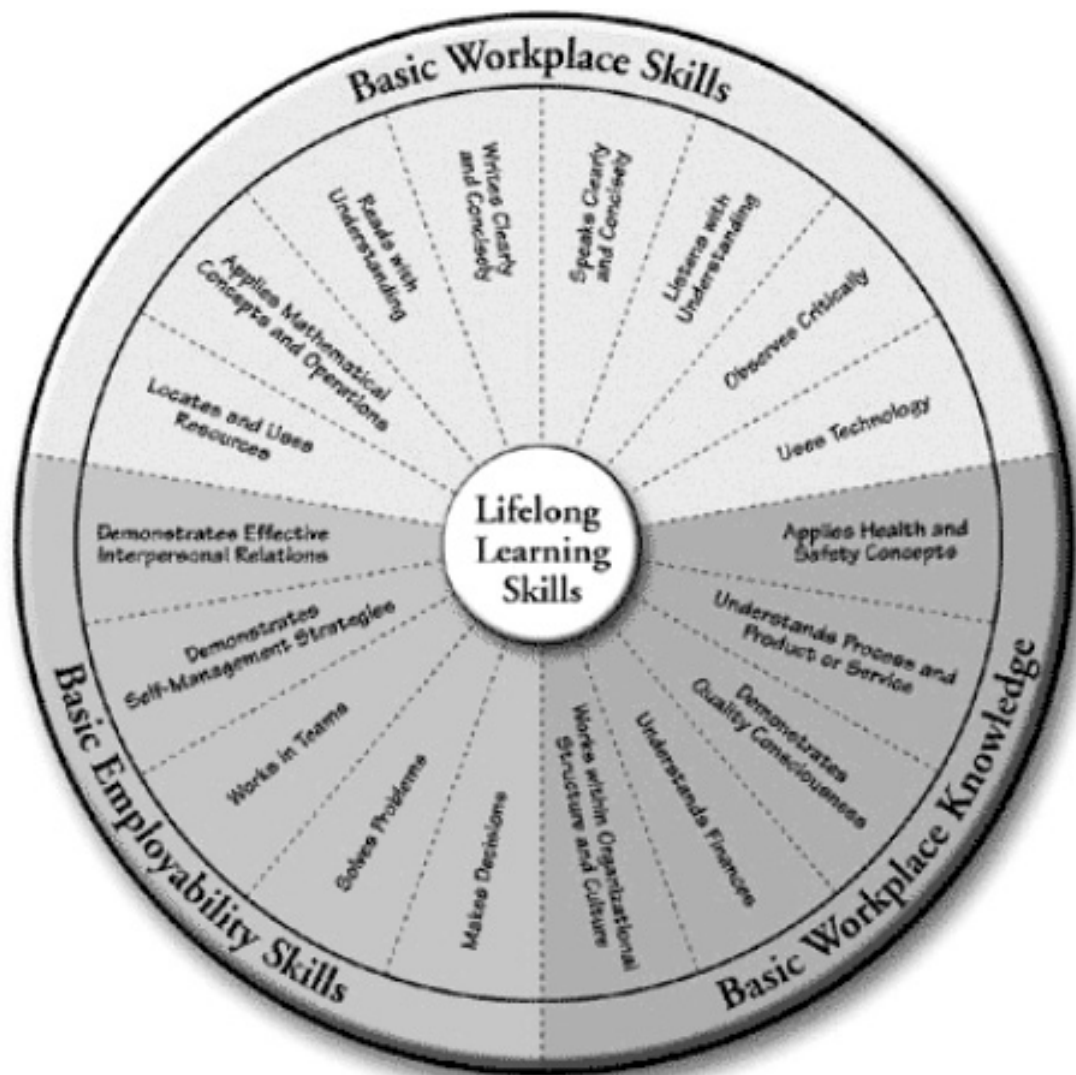 Basic Workplace Skills
Locates and Uses
Resources
Applies Mathematical
Concepts and Operations
Reads with
Understanding
Writes Clearly
and Concisely
Speaks Clearly
and Concisely
Listens with
Understanding
Observes Critically
Uses Technology
Lifelong
Learning
Skills
Basic Employability Skills
Demonstrates Effective
Interpersonal Relations
Demonstrates
Self-Management Strategies
Works in Teams
Solves Problems
Makes Decisions
Basic Workplace Knowledge
Applies Health and
Safety Concepts
Understands Process and
Product or Service
Demonstrates
Quality Consciousness
Understands Finances
Works within Organizational
Structure and Culture